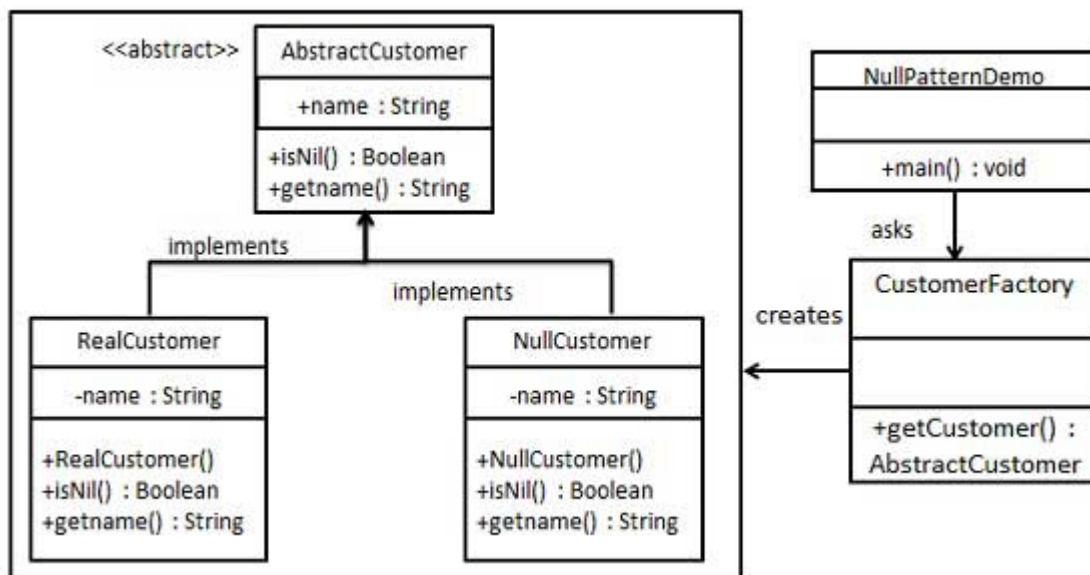 <<abstract>>
AbstractCustomer
+name : String
+isNil() : Boolean
+getname() : String
implements
implements
RealCustomer
-name : String
+RealCustomer()
+isNil() : Boolean
+getname() : String
NullCustomer
-name : String
+NullCustomer()
+isNil() : Boolean
+getname() : String
NullPatternDemo
+main() : void
asks
CustomerFactory
creates
+getCustomer() :
AbstractCustomer